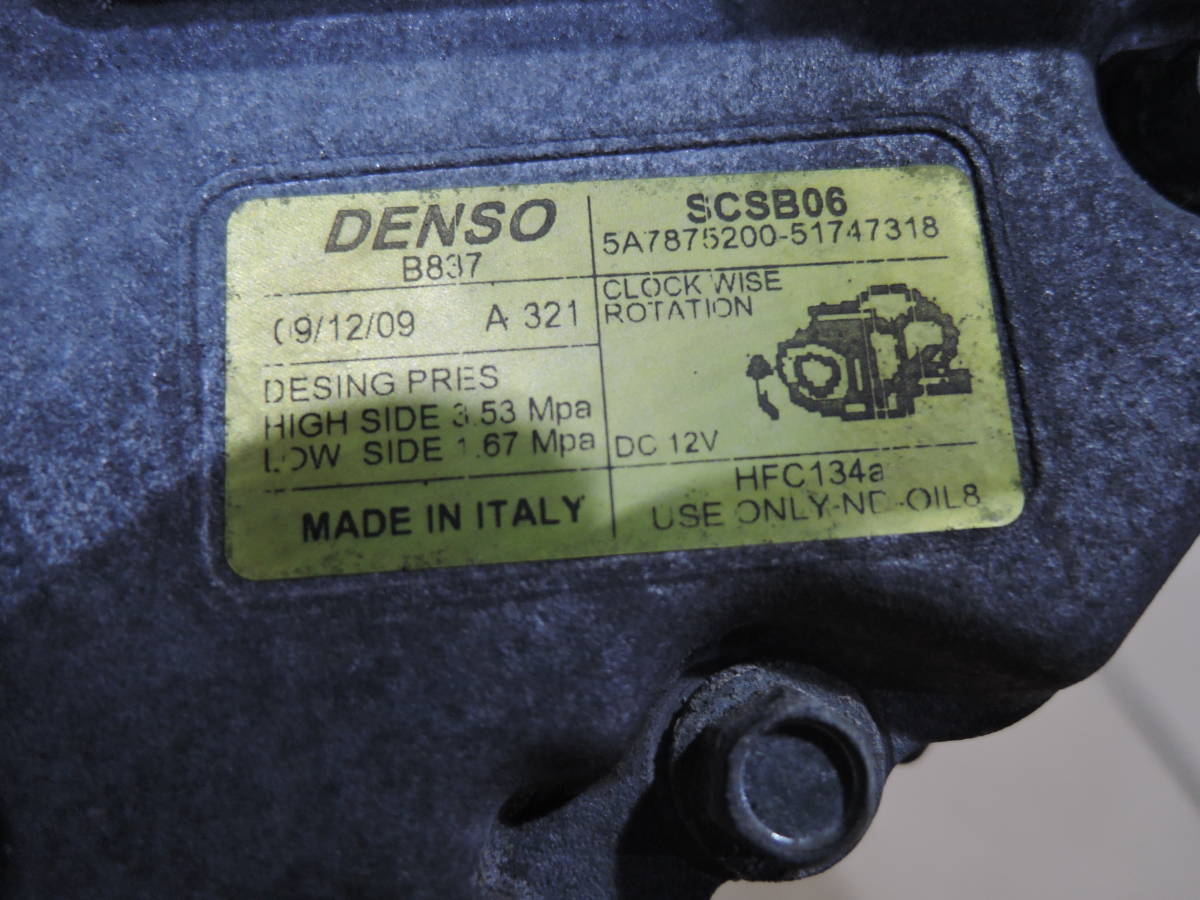 DENSO
B837
09/12/09 A 321
DESING PRES
HIGH SIDE 3.53 Mpa
LOW SIDE 1.67 Mpa
MADE IN ITALY
SCSB06
5A7875200-51747318
CLOCK WISE
ROTATION
DC 12V
HFC134a
USE ONLY-ND-OIL8